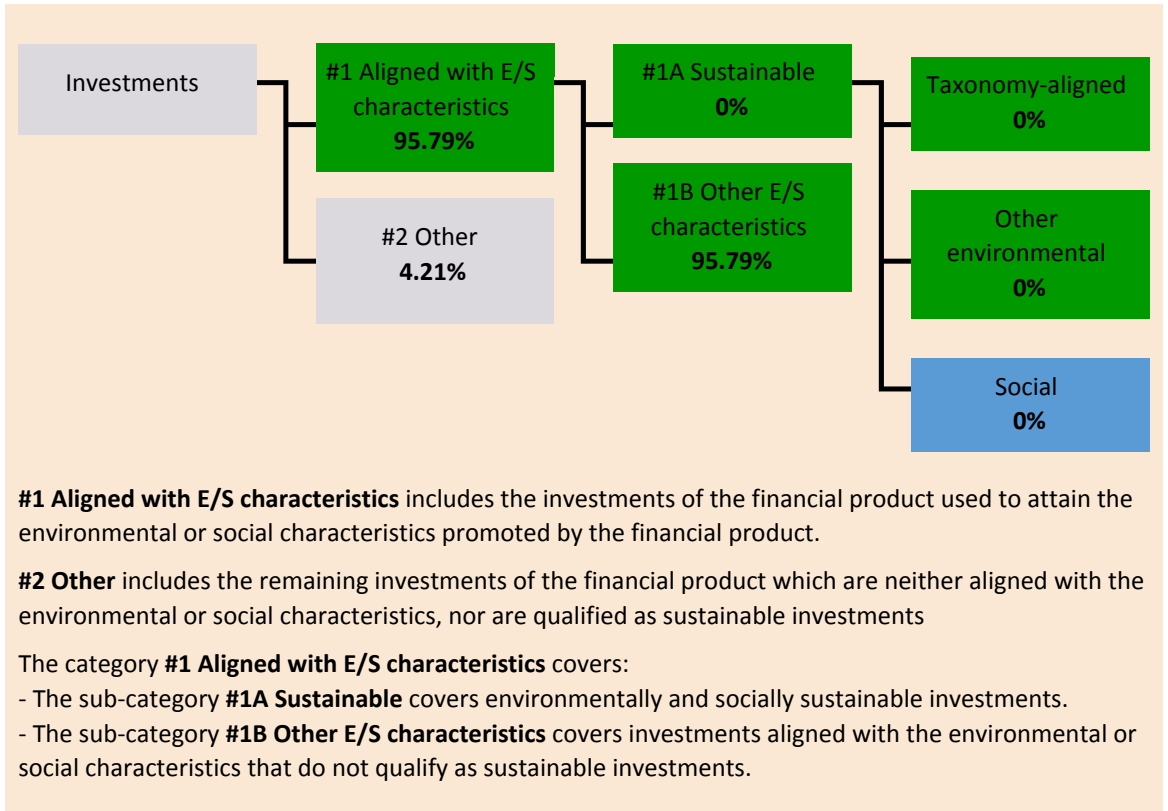 Investments
#1 Aligned with E/S
characteristics
95.79%
#2 Other
4.21%
#1A Sustainable
0%
#1B Other E/S
characteristics
95.79%
Taxonomy-aligned
0%
Other
environmental
0%
Social
0%
#1 Aligned with E/S characteristics includes the investments of the financial product used to attain the
environmental or social characteristics promoted by the financial product.
#2 Other includes the remaining investments of the financial product which are neither aligned with the
environmental or social characteristics, nor are qualified as sustainable investments
The category #1 Aligned with E/S characteristics covers:
- The sub-category #1A Sustainable covers environmentally and socially sustainable investments.
- The sub-category #1B Other E/S characteristics covers investments aligned with the environmental or
social characteristics that do not qualify as sustainable investments.